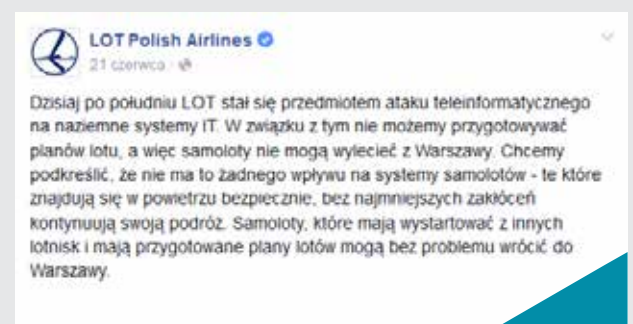 LOT Polish Airlines
21 czerwca
Dzisiaj po południu LOT stał się przedmiotem ataku teleinformatycznego
na naziemne systemy IT. W związku z tym nie możemy przygotowywać
planów lotu, a więc samoloty nie mogą wylecieć z Warszawy. Chcemy
podkreślić, że nie ma to żadnego wpływu na systemy samolotów - te które
znajdują się w powietrzu bezpiecznie, bez najmniejszych zakłóceń
kontynuują swoją podróż. Samoloty, które mają wystartować z innych
lotnisk i mają przygotowane plany lotów mogą bez problemu wrócić do
Warszawy.